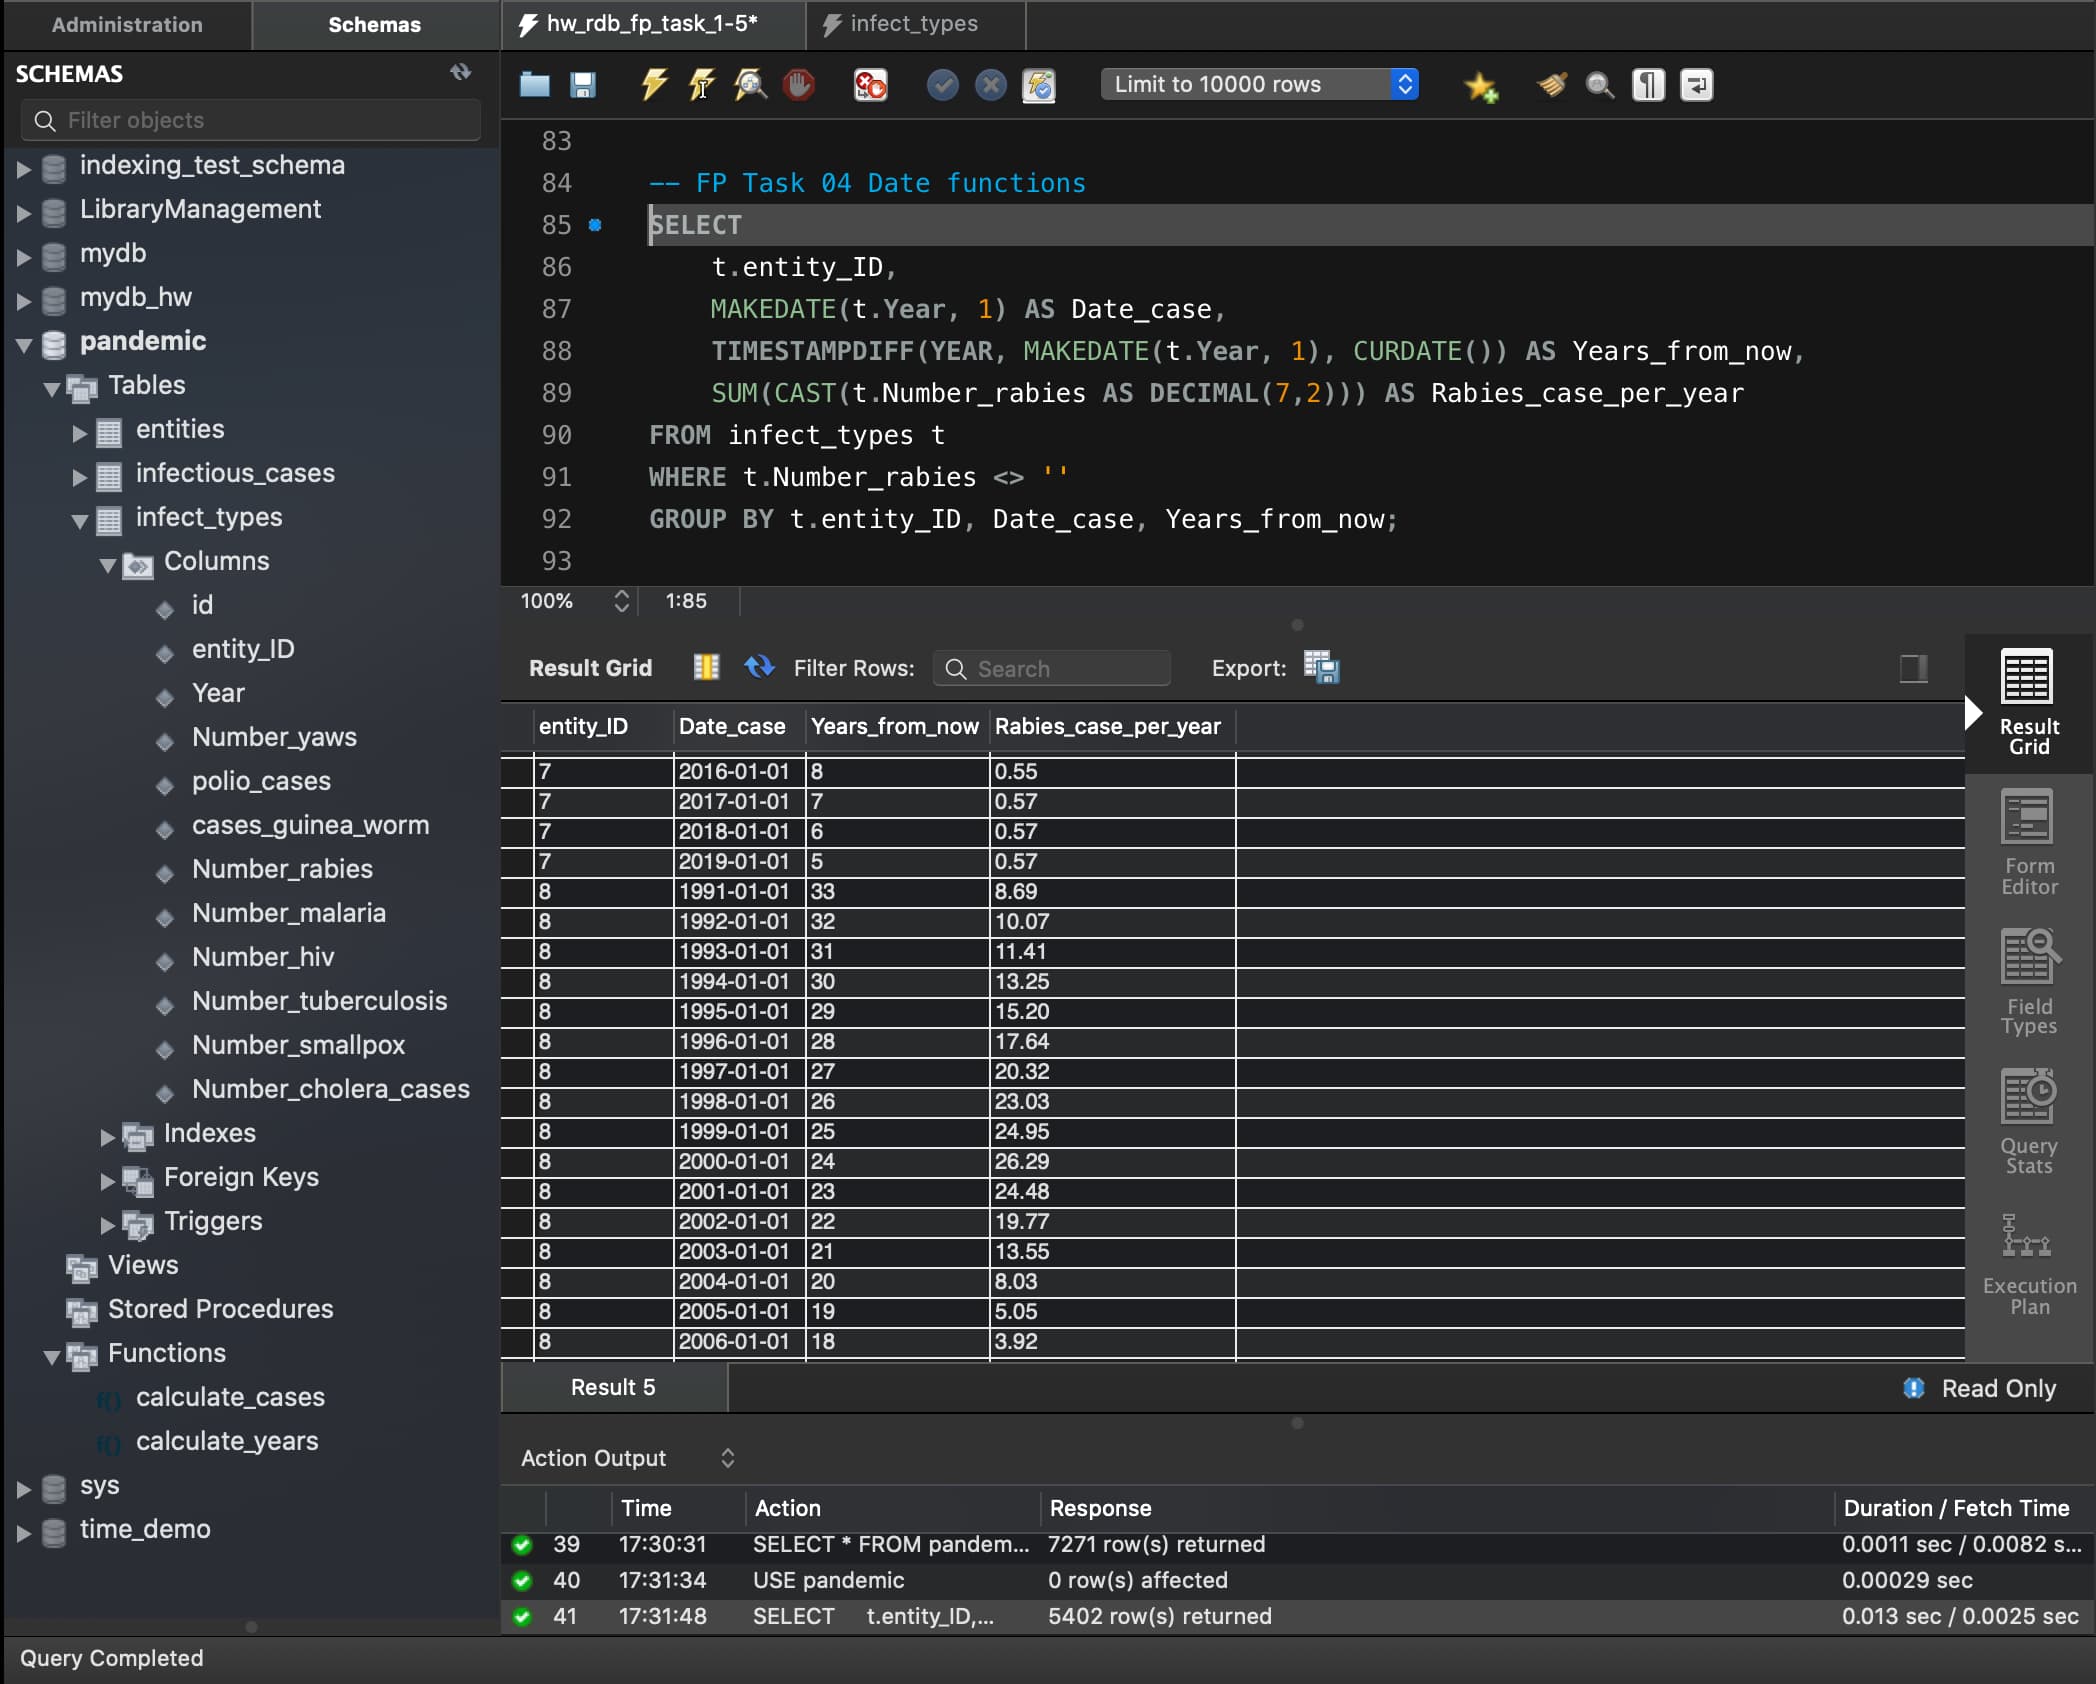 Administration
Schemas
hw_rdb_fp_task_1-5*
infect_types
SCHEMAS
Filter objects
indexing_test_schema
LibraryManagement
mydb
mydb_hw
pandemic
Tables
entities
infectious_cases
infect_types
Columns
id
entity_ID
Year
Number_yaws
polio_cases
cases_guinea_worm
Number_rabies
Number_malaria
Number_hiv
Number_tuberculosis
Number_smallpox
Number_cholera_cases
Indexes
Foreign Keys
Triggers
Views
Stored Procedures
Functions
f() calculate_cases
f() calculate_years
sys
time_demo
Limit to 10000 rows
83
84 -- FP Task 04 Date functions
85 SELECT
86 t.entity_ID,
87 MAKEDATE(t.Year, 1) AS Date_case,
88 TIMESTAMPDIFF(YEAR, MAKEDATE(t.Year, 1), CURDATE()) AS Years_from_now,
89 SUM(CAST(t.Number_rabies AS DECIMAL(7,2))) AS Rabies_case_per_year
90 FROM infect_types t
91 WHERE t.Number_rabies <> ''
92 GROUP BY t.entity_ID, Date_case, Years_from_now;
93
100% 1:85
Result Grid Filter Rows: Search Export:
entity_ID Date_case Years_from_now Rabies_case_per_year
7 2016-01-01 8 0.55
7 2017-01-01 7 0.57
7 2018-01-01 6 0.57
7 2019-01-01 5 0.57
8 1991-01-01 33 8.69
8 1992-01-01 32 10.07
8 1993-01-01 31 11.41
8 1994-01-01 30 13.25
8 1995-01-01 29 15.20
8 1996-01-01 28 17.64
8 1997-01-01 27 20.32
8 1998-01-01 26 23.03
8 1999-01-01 25 24.95
8 2000-01-01 24 26.29
8 2001-01-01 23 24.48
8 2002-01-01 22 19.77
8 2003-01-01 21 13.55
8 2004-01-01 20 8.03
8 2005-01-01 19 5.05
8 2006-01-01 18 3.92
Result
Grid
Form
Editor
Field
Types
Query
Stats
Execution
Plan
Result 5
Read Only
Action Output
Time Action Response Duration / Fetch Time
39 17:30:31 SELECT * FROM pandem... 7271 row(s) returned 0.0011 sec / 0.0082 s...
40 17:31:34 USE pandemic 0 row(s) affected 0.00029 sec
41 17:31:48 SELECT t.entity_ID,... 5402 row(s) returned 0.013 sec / 0.0025 sec
Query Completed